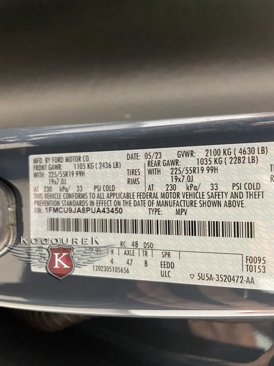 MFD. BY FORD MOTOR CO.
05/23 GVWR: 2100 KG ( 4630 LB)
FRONT GAWR: 1105 KG ( 2436 LB)
REAR GAWR: 1035 KG ( 2282 LB)
WITH 225/55R19 99H TIRES WITH 225/55R19 99H
19x7.0J RIMS 19x7.0J
AT 230 kPa/ 33 PSI COLD AT 230 kPa/ 33 PSI COLD
THIS VEHICLE CONFORMS TO ALL APPLICABLE FEDERAL MOTOR VEHICLE SAFETY AND THEFT
PREVENTION STANDARDS IN EFFECT ON THE DATE OF MANUFACTURE SHOWN ABOVE.
VIN: 1FMCU9JA8PUA43450 TYPE: MPV
RC: 48 DSO:
R AXLE TR SPR
4 47 8 EEDD
ULC
F0095
T0153
1202305105656
5U5A-3520472-AA
KOCOUREK
K